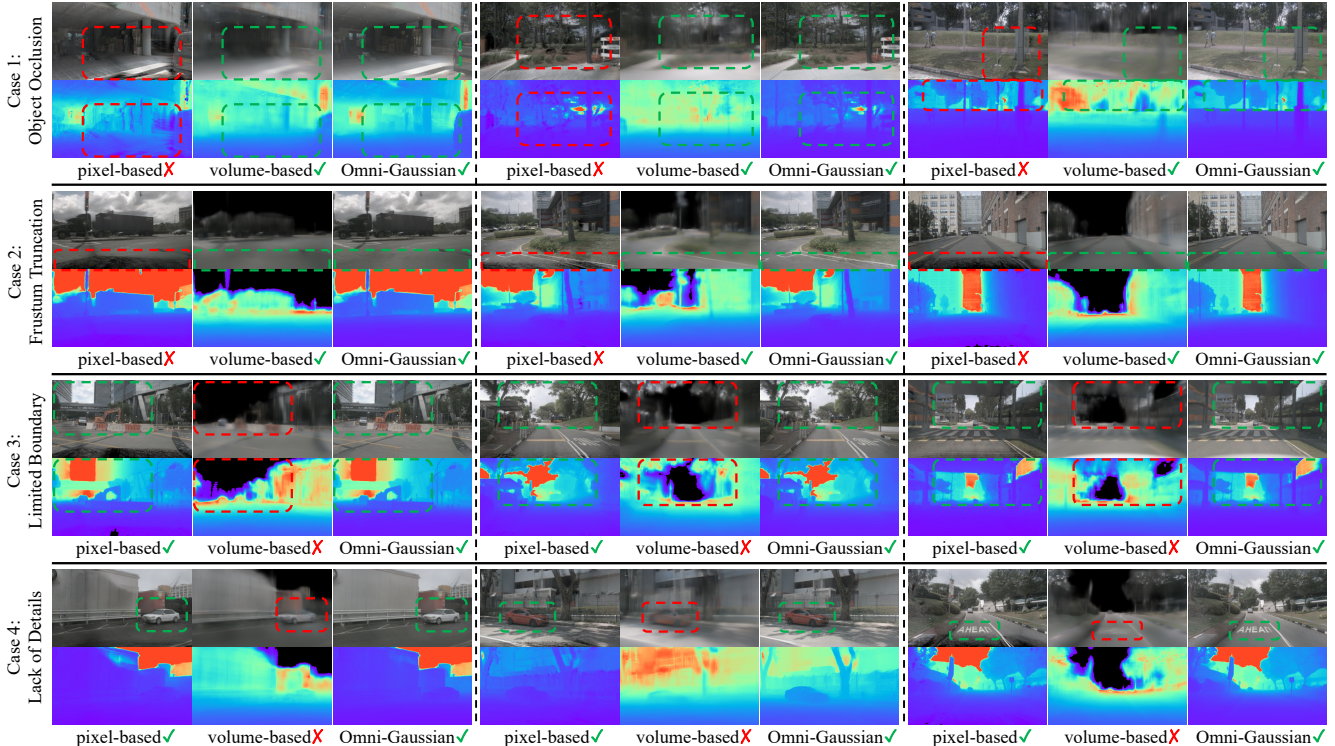 Case 1:
Object Occlusion
pixel-based✗ volume-based✓ Omni-Gaussian✓ pixel-based✗ volume-based✓ Omni-Gaussian✓ pixel-based✗ volume-based✓ Omni-Gaussian✓
Case 2:
Frustum Truncation
pixel-based✗ volume-based✓ Omni-Gaussian✓ pixel-based✗ volume-based✓ Omni-Gaussian✓ pixel-based✗ volume-based✓ Omni-Gaussian✓
Case 3:
Limited Boundary
pixel-based✓ volume-based✗ Omni-Gaussian✓ pixel-based✓ volume-based✗ Omni-Gaussian✓ pixel-based✓ volume-based✗ Omni-Gaussian✓
Case 4:
Lack of Details
AHEAD AHEAD
pixel-based✓ volume-based✗ Omni-Gaussian✓ pixel-based✓ volume-based✗ Omni-Gaussian✓ pixel-based✓ volume-based✗ Omni-Gaussian✓